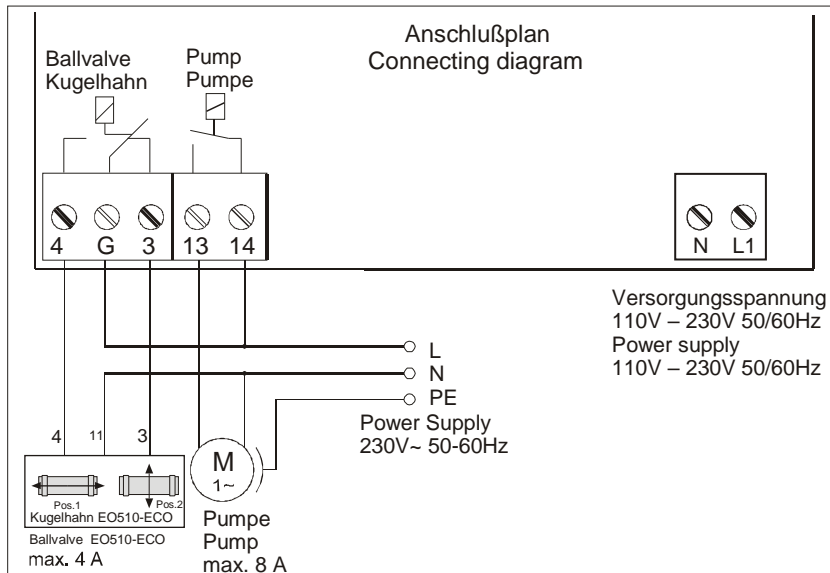 Anschlußplan
Connecting diagram
Ballvalve
Kugelhahn
Pump
Pumpe
4 G 3 13 14
N L1
Versorgungsspannung
110V – 230V 50/60Hz
Power supply
110V – 230V 50/60Hz
L
N
PE
Power Supply
230V~ 50-60Hz
4 11 3
Pos.1 Pos.2
Kugelhahn EO510-ECO
Ballvalve EO510-ECO
max. 4 A
M
1~
Pumpe
Pump
max. 8 A